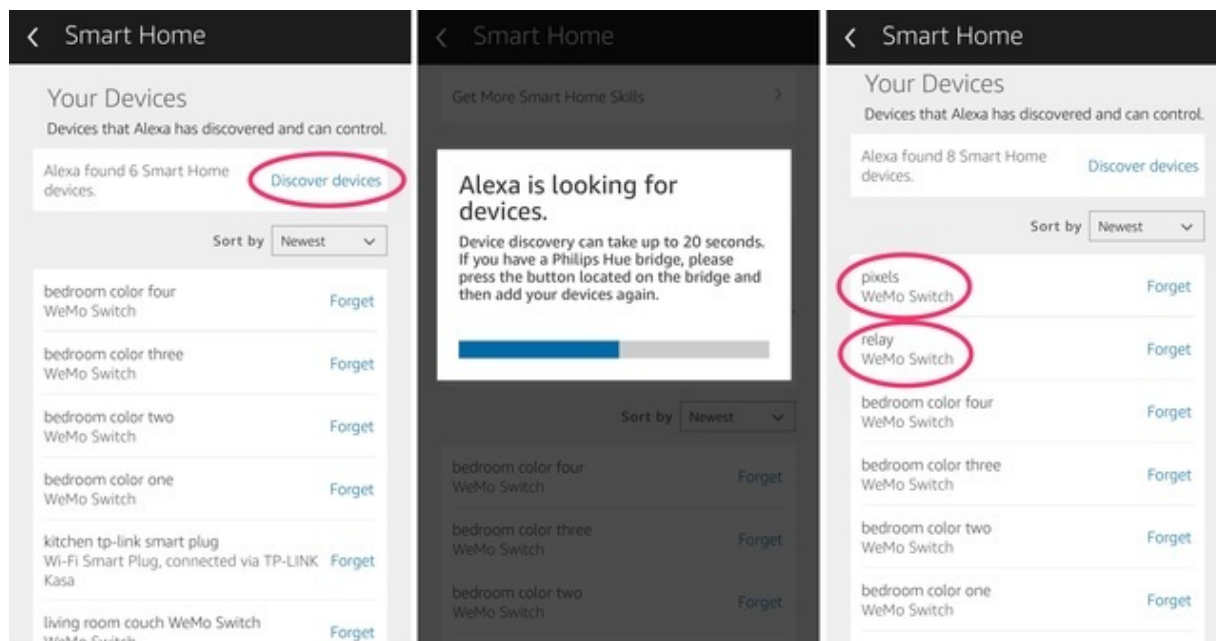 Smart Home
Your Devices
Devices that Alexa has discovered and can control.
Alexa found 6 Smart Home
devices.
Discover devices
Sort by Newest
bedroom color four
WeMo Switch
Forget
bedroom color three
WeMo Switch
Forget
bedroom color two
WeMo Switch
Forget
bedroom color one
WeMo Switch
Forget
kitchen tp-link smart plug
Wi-Fi Smart Plug, connected via TP-LINK
Kasa
Forget
living room couch WeMo Switch
WeMo Switch
Forget
Smart Home
Get More Smart Home Skills
Alexa is looking for
devices.
Device discovery can take up to 20 seconds.
If you have a Philips Hue bridge, please
press the button located on the bridge and
then add your devices again.
Sort by Newest
bedroom color four
WeMo Switch
Forget
bedroom color three
WeMo Switch
Forget
bedroom color two
WeMo Switch
Forget
Smart Home
Your Devices
Devices that Alexa has discovered and can control.
Alexa found 8 Smart Home
devices.
Discover devices
Sort by Newest
pixels
WeMo Switch
Forget
relay
WeMo Switch
Forget
bedroom color four
WeMo Switch
Forget
bedroom color three
WeMo Switch
Forget
bedroom color two
WeMo Switch
Forget
bedroom color one
WeMo Switch
Forget